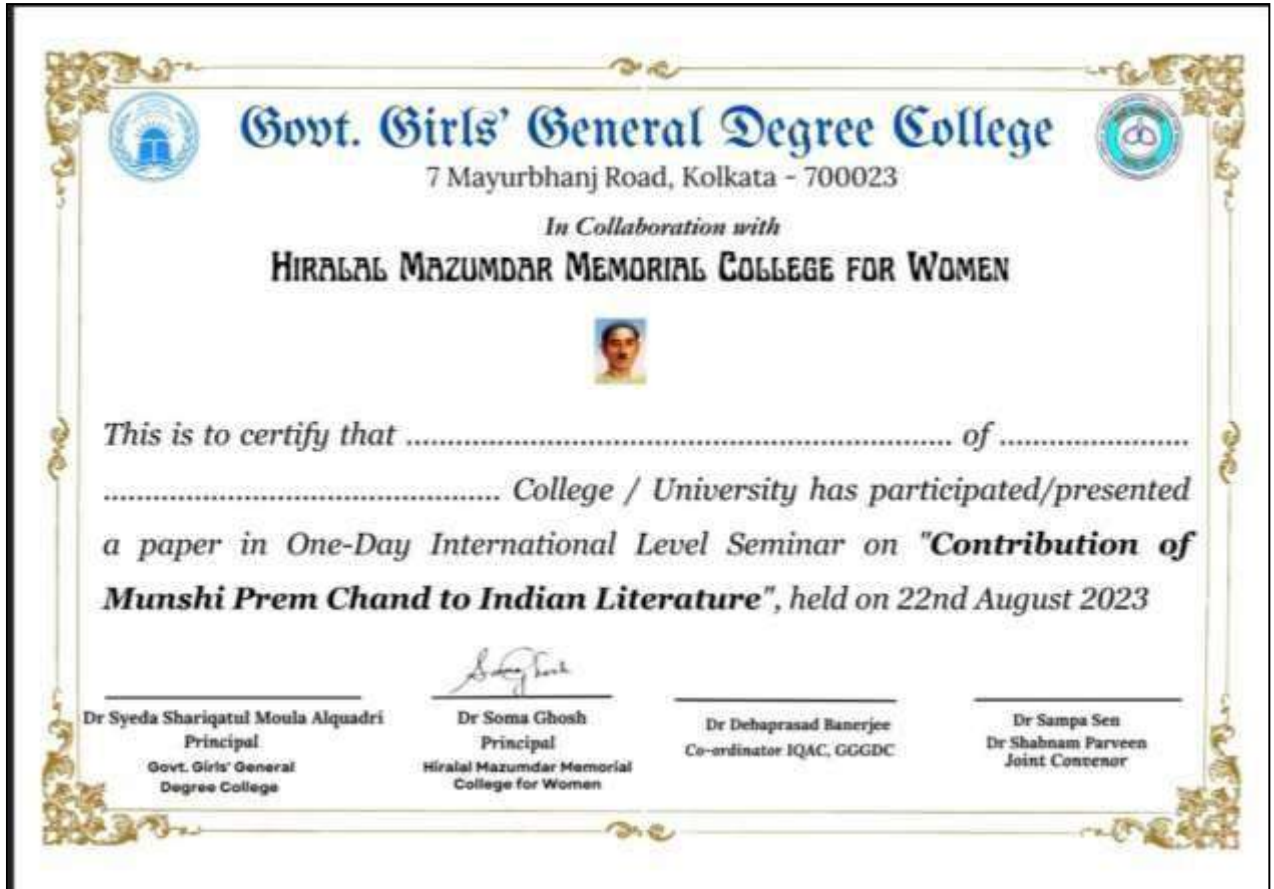 Govt. Girls' General Degree College
7 Mayurbhanj Road, Kolkata - 700023
In Collaboration with
HIRALAL MAZUMDAR MEMORIAL COLLEGE FOR WOMEN
This is to certify that .................................................................. of .......................
................................................ College / University has participated/presented
a paper in One-Day International Level Seminar on "Contribution of
Munshi Prem Chand to Indian Literature", held on 22nd August 2023
Soma Ghosh
Dr Syeda Shariqatul Moula Alquadri
Principal
Govt. Girls' General
Degree College
Dr Soma Ghosh
Principal
Hiralal Mazumdar Memorial
College for Women
Dr Debaprasad Banerjee
Co-ordinator IQAC, GGGDC
Dr Sampa Sen
Dr Shabnam Parveen
Joint Convenor